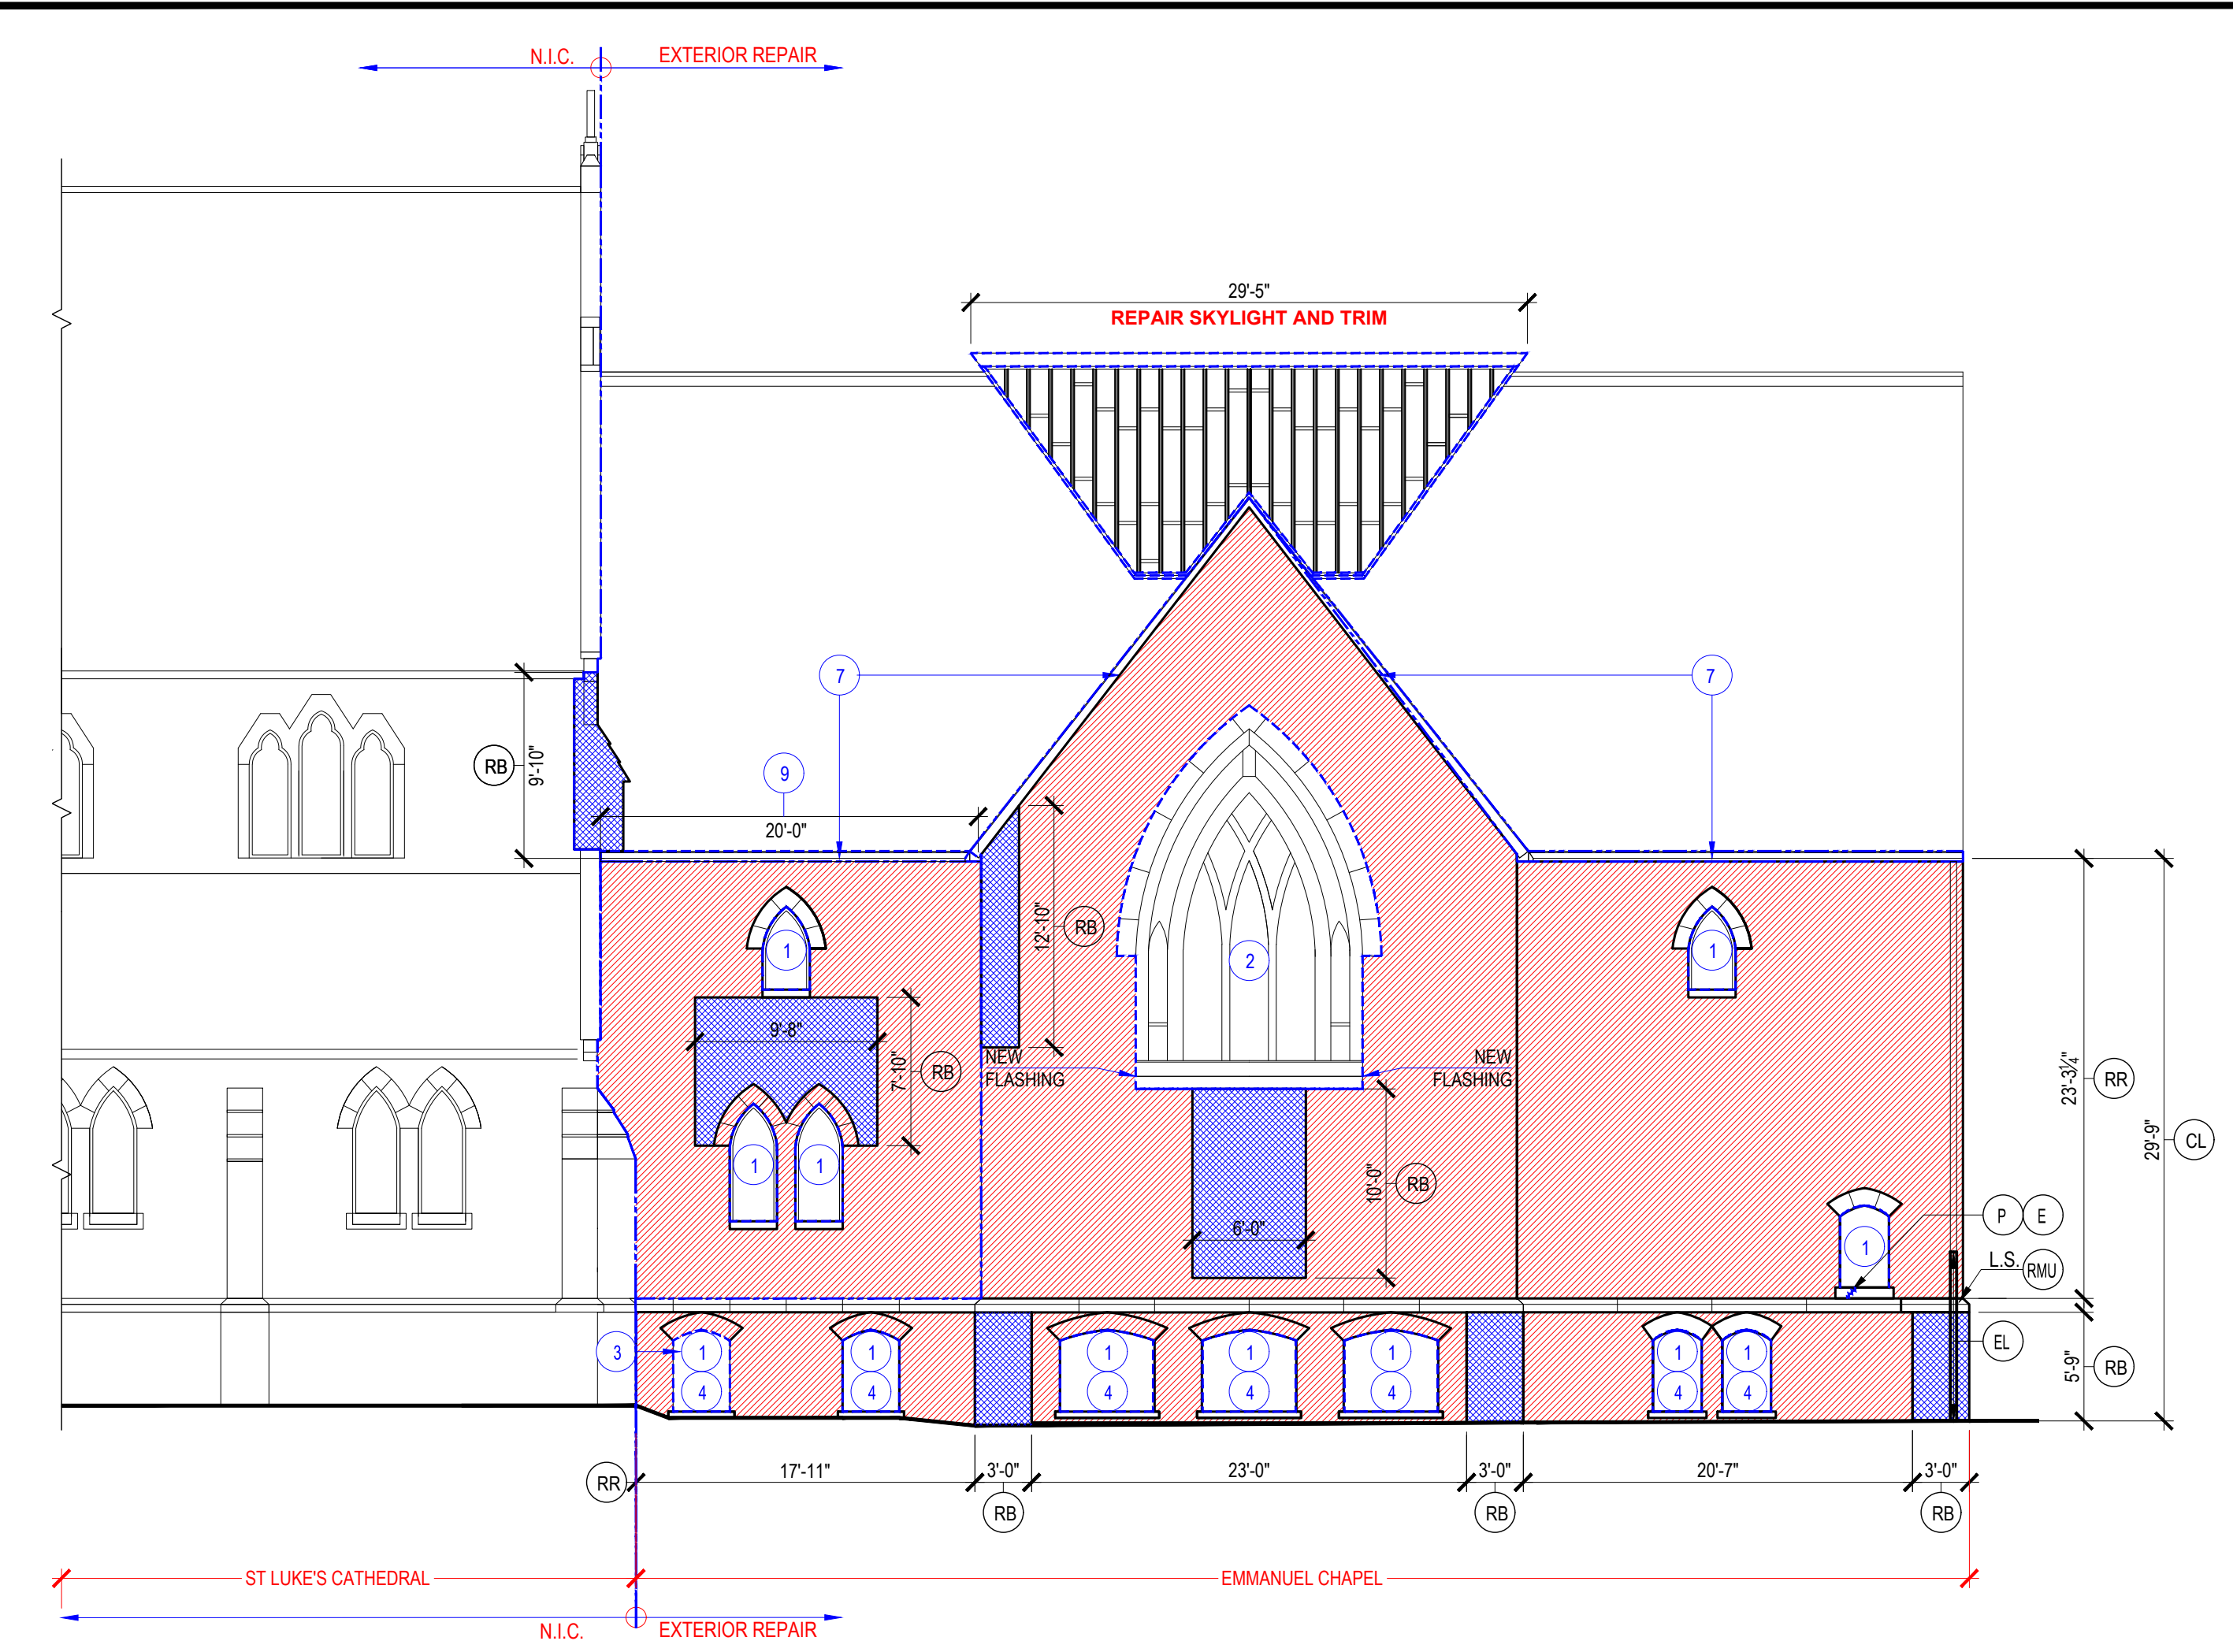 N.I.C. EXTERIOR REPAIR
29'-5"
REPAIR SKYLIGHT AND TRIM
7 7
RB 9'-10"
9
20'-0"
12'-10" RB
1 2 1
9'-8"
7'-10" RB
NEW
FLASHING
NEW
FLASHING
1 1
10'-0" RB
6'-0"
23'-3¼" RR
29'-9" CL
P E
1
L.S. RMU
EL
5'-9" RB
3 1 1 1 1 1 1 1
4 4 4 4 4 4 4
RR 17'-11" 3'-0" 23'-0" 3'-0" 20'-7" 3'-0"
RB RB RB
ST LUKE'S CATHEDRAL EMMANUEL CHAPEL
N.I.C. EXTERIOR REPAIR